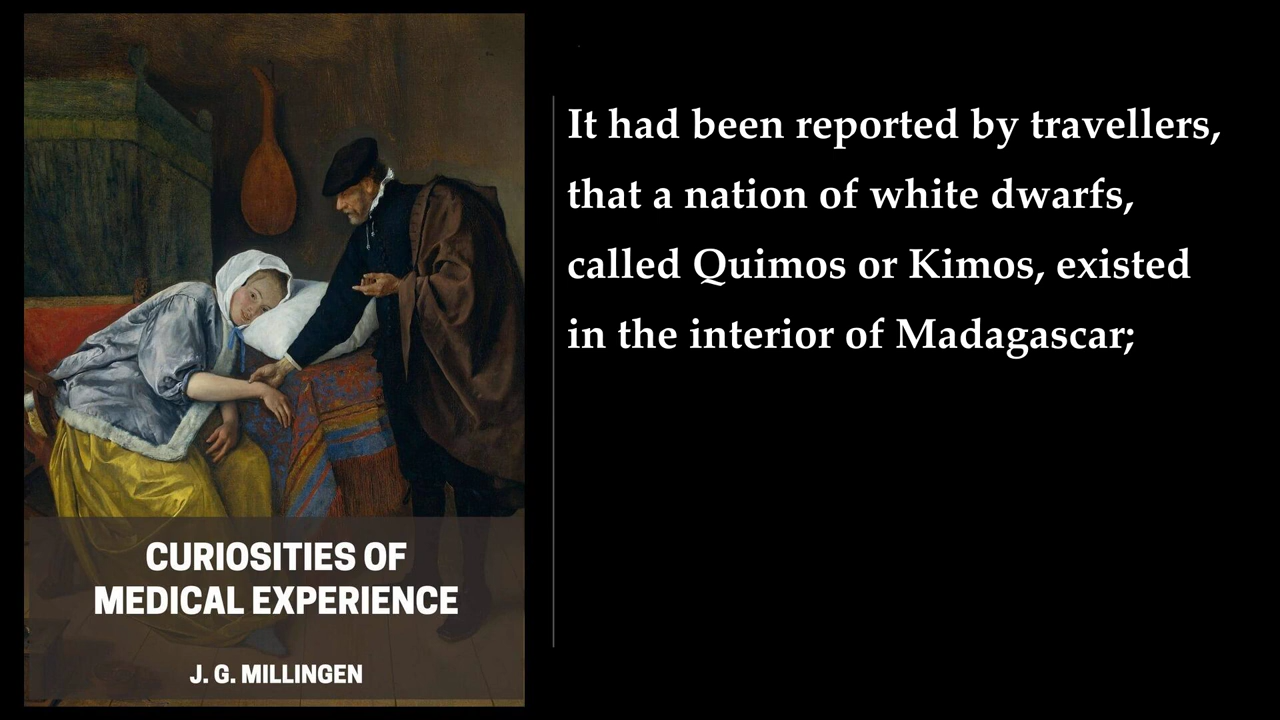 It had been reported by travellers,
that a nation of white dwarfs,
called Quimos or Kimos, existed
in the interior of Madagascar;
CURIOSITIES OF
MEDICAL EXPERIENCE
J. G. MILLINGEN